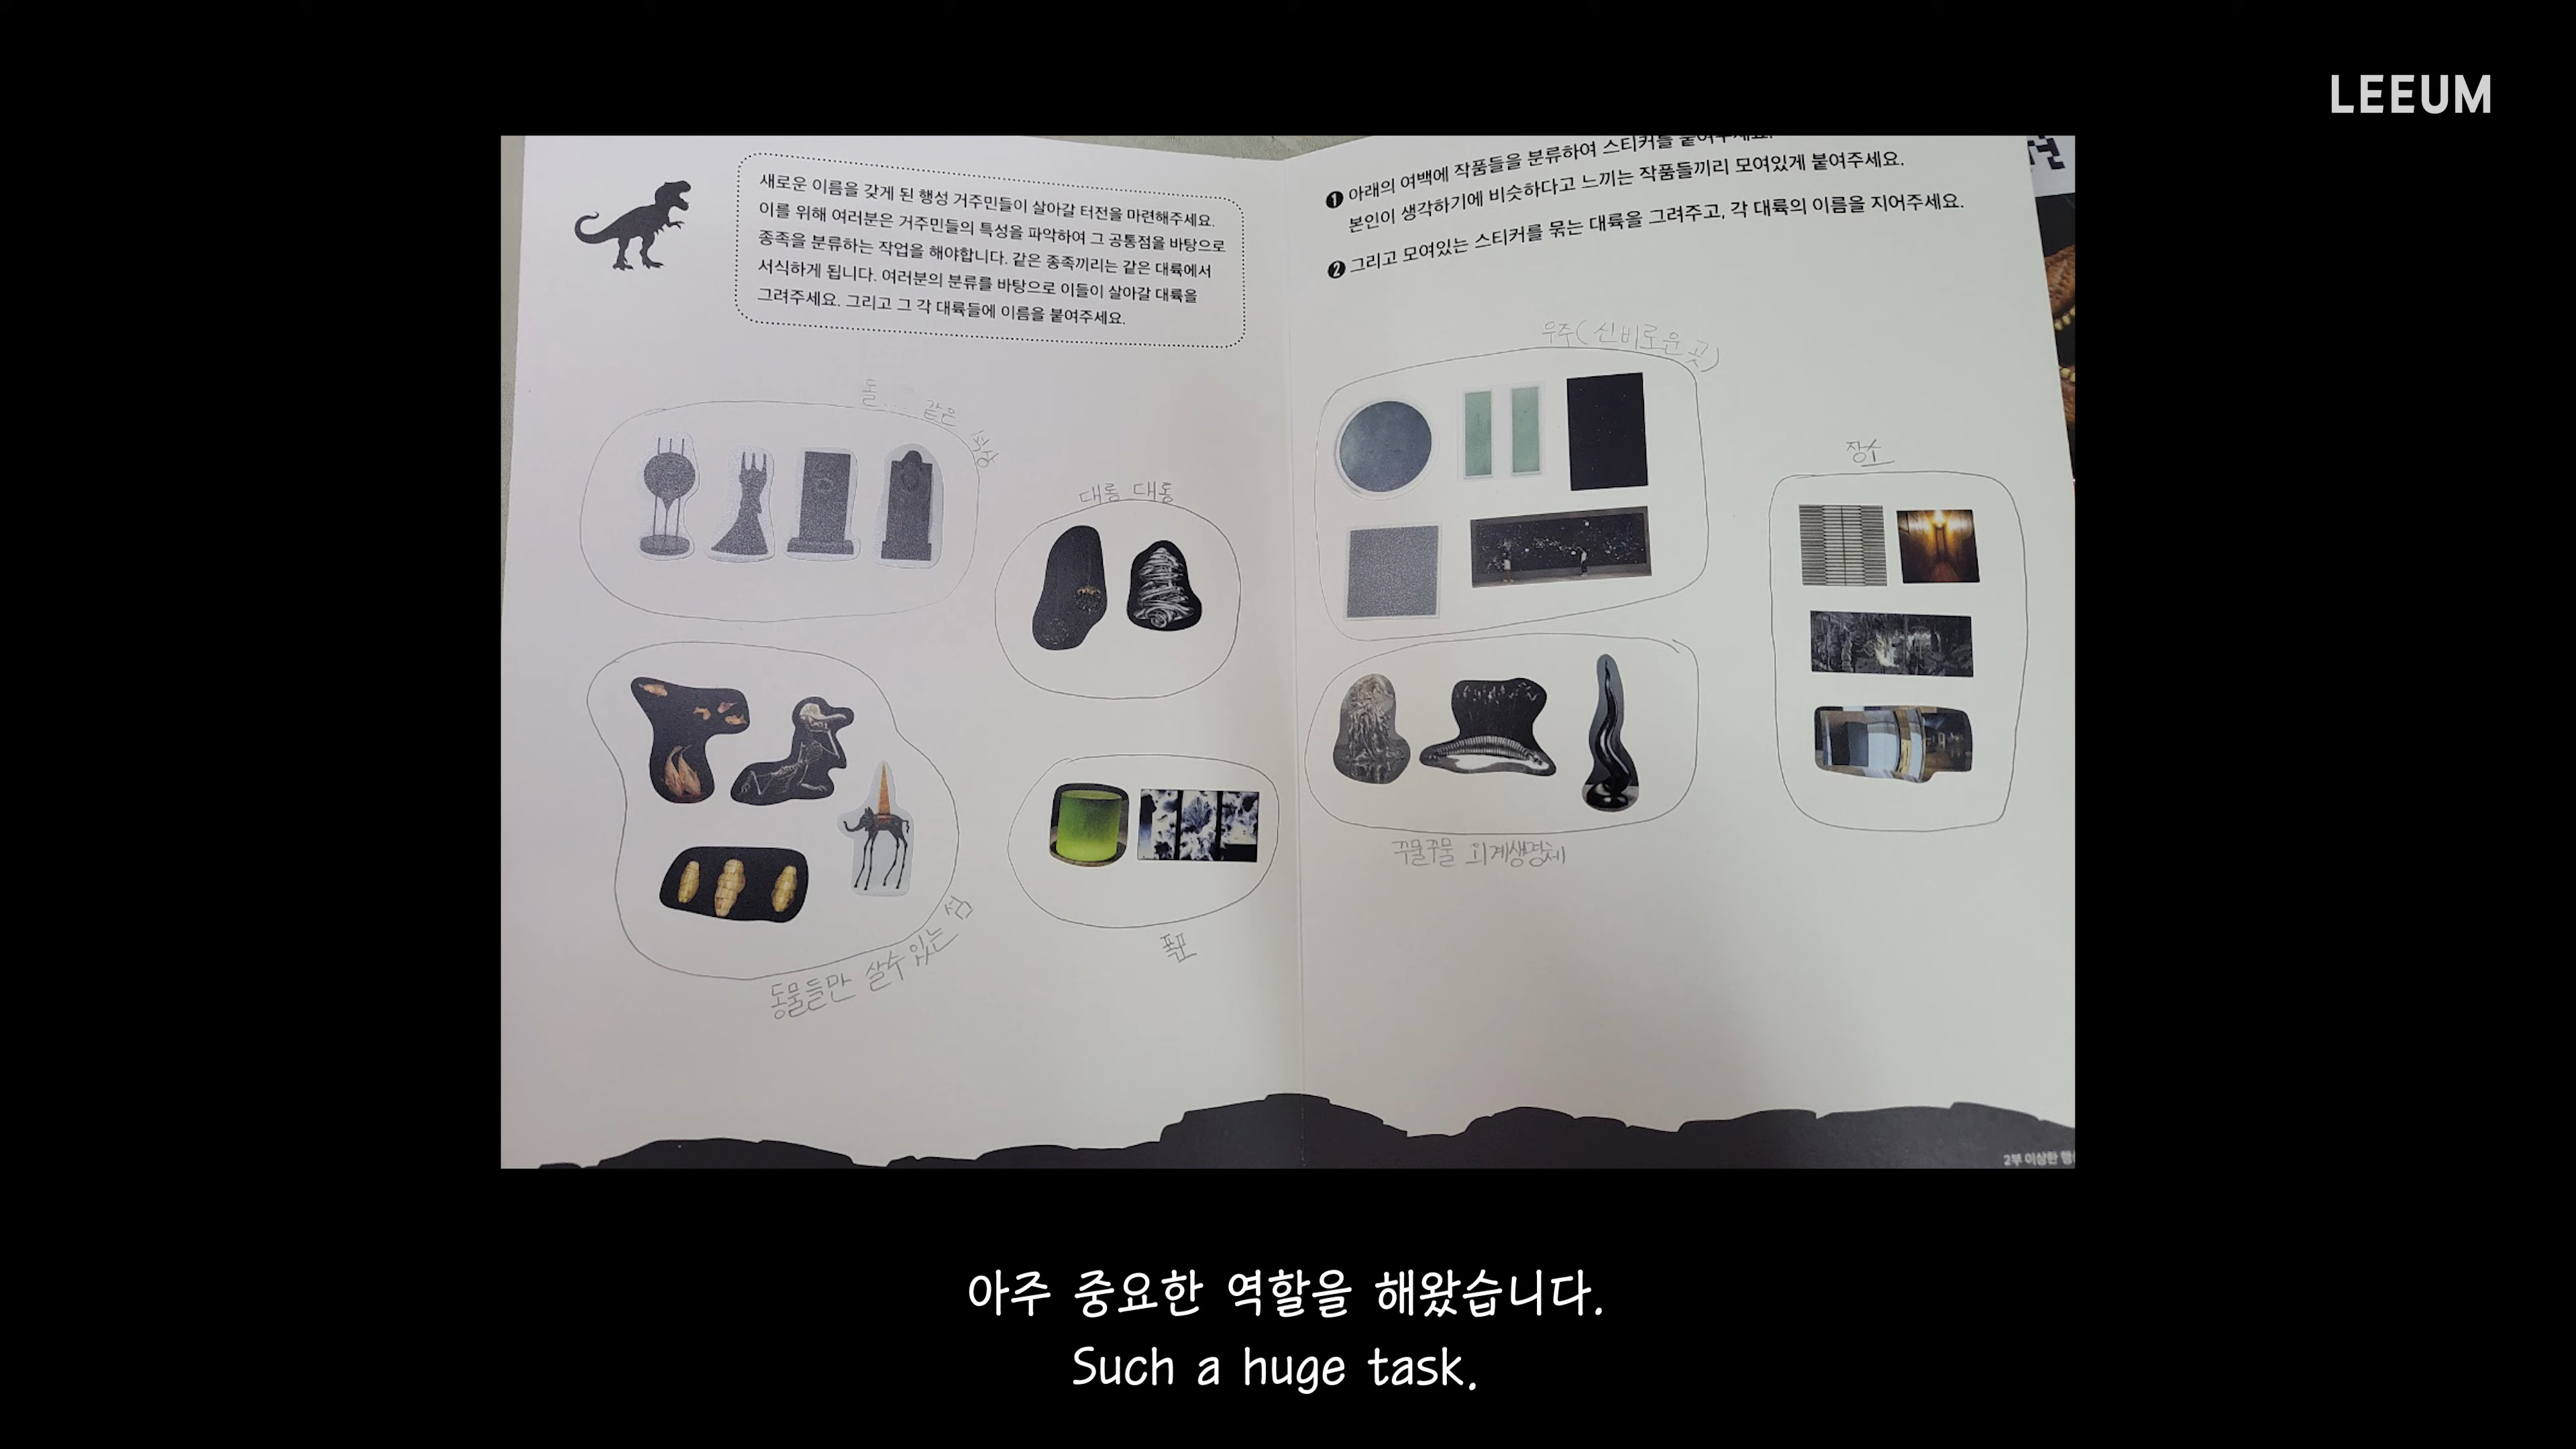 LEEUM
새로운 이름을 갖게 된 행성 거주민들이 살아갈 터전을 마련해주세요.
이를 위해 여러분은 거주민들의 특성을 파악하여 그 공통점을 바탕으로
종족을 분류하는 작업을 해야합니다. 같은 종족끼리는 같은 대륙에서
서식하게 됩니다. 여러분의 분류를 바탕으로 이들이 살아갈 대륙을
그려주세요. 그리고 그 각 대륙들에 이름을 붙여주세요.
❶ 아래의 여백에 작품들을 분류하여 스티커를 붙여주세요.
본인이 생각하기에 비슷하다고 느끼는 작품들끼리 모여있게 붙여주세요.
❷ 그리고 모여있는 스티커를 묶는 대륙을 그려주고, 각 대륙의 이름을 지어주세요.
돌... 같은
대롱 대롱
우주(신비로운 곳)
장소
동물들만 살수있는 섬
꾸물꾸물 외계생명체
2부 이상한
아주 중요한 역할을 해왔습니다.
Such a huge task.